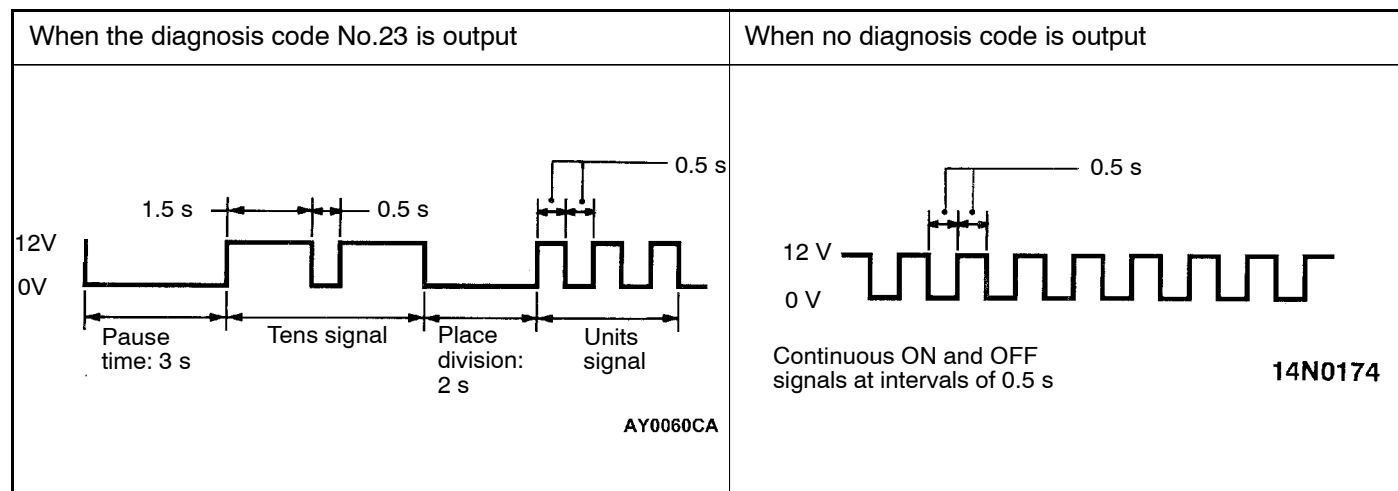 When the diagnosis code No.23 is output
When no diagnosis code is output
0.5 s
1.5 s
0.5 s
12V
0V
Pause
time: 3 s
Tens signal
Place
division:
2 s
Units
signal
AY0060CA
0.5 s
12 V
0 V
Continuous ON and OFF
signals at intervals of 0.5 s
14N0174